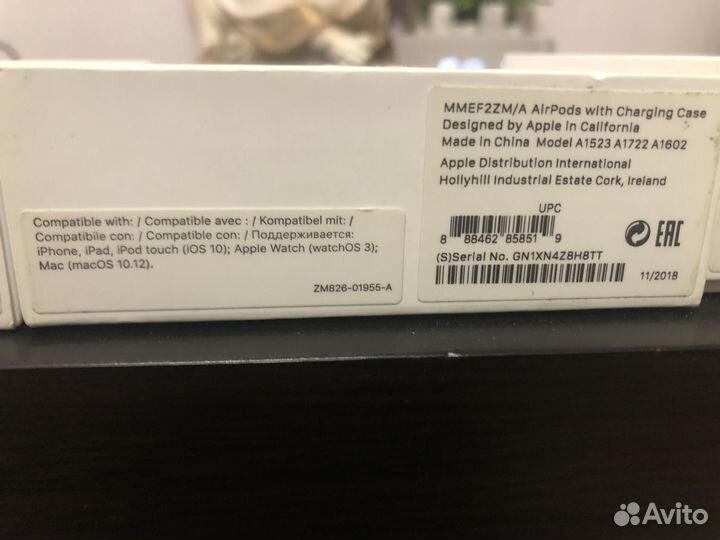 Compatible with: / Compatible avec : / Kompatibel mit: /
Compatibile con: / Compatible con: / Поддерживается:
iPhone, iPad, iPod touch (iOS 10); Apple Watch (watchOS 3);
Mac (macOS 10.12).
ZM826-01955-A
MMEF2ZM/A AirPods with Charging Case
Designed by Apple in California
Made in China Model A1523 A1722 A1602
Apple Distribution International
Hollyhill Industrial Estate Cork, Ireland
UPC
8 88462 85851 9
EAC
(S)Serial No. GN1XN4Z8H8TT
11/2018
Avito